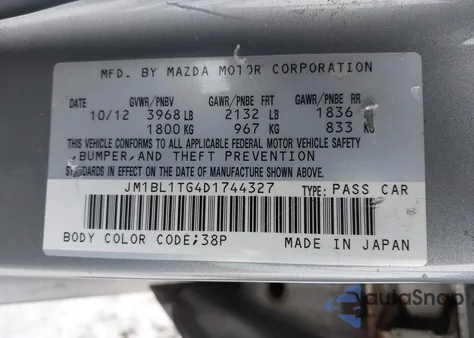 MFD. BY MAZDA MOTOR CORPORATION
DATE GVWR/PNBV GAWR/PNBE FRT GAWR/PNBE RR
10/12 3968 LB 2132 LB 1836
1800 KG 967 KG 833 KG
THIS VEHICLE CONFORMS TO ALL APPLICABLE FEDERAL MOTOR VEHICLE SAFETY
,BUMPER,AND THEFT PREVENTION
STANDARDS IN EFFECT ON THE DATE OF MANUFACTURE SHOWN ABOVE.
JM1BL1TG4D1744327 TYPE: PASS CAR
BODY COLOR CODE;38P MADE IN JAPAN
PlautaSnap